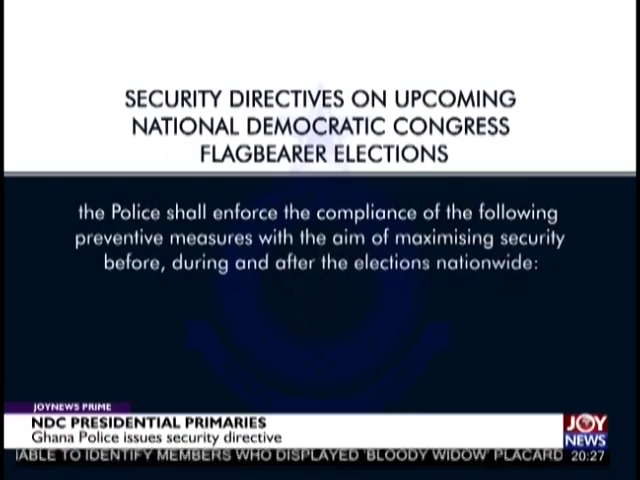 SECURITY DIRECTIVES ON UPCOMING
NATIONAL DEMOCRATIC CONGRESS
FLAGBEARER ELECTIONS
the Police shall enforce the compliance of the following
preventive measures with the aim of maximising security
before, during and after the elections nationwide:
JOYNEWS PRIME
NDC PRESIDENTIAL PRIMARIES
Ghana Police issues security directive
JOY
NEWS
IABLE TO IDENTIFY MEMBERS WHO DISPLAYED 'BLOODY WIDOW' PLACARD
20:27